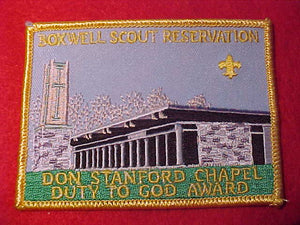 BOXWELL SCOUT RESERVATION
DON STANFORD CHAPEL
DUTY TO GOD AWARD